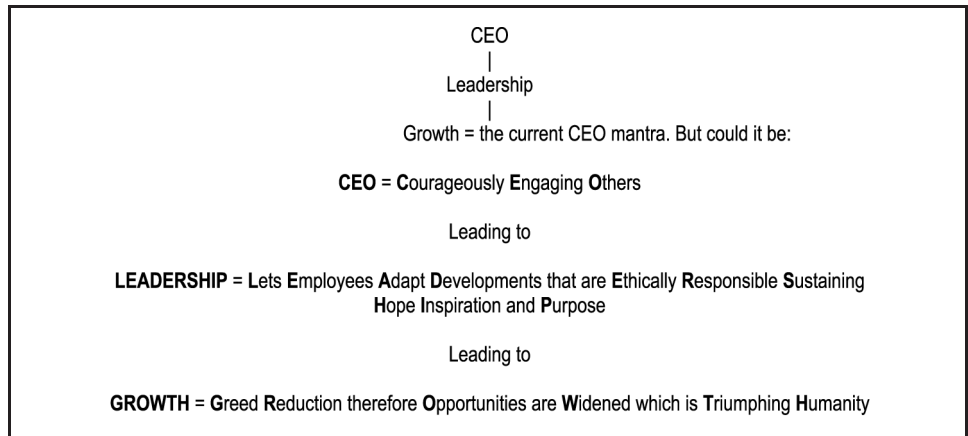 CEO
|
Leadership
|
Growth = the current CEO mantra. But could it be:
CEO = Courageously Engaging Others
Leading to
LEADERSHIP = Lets Employees Adapt Developments that are Ethically Responsible Sustaining
Hope Inspiration and Purpose
Leading to
GROWTH = Greed Reduction therefore Opportunities are Widened which is Triumphing Humanity